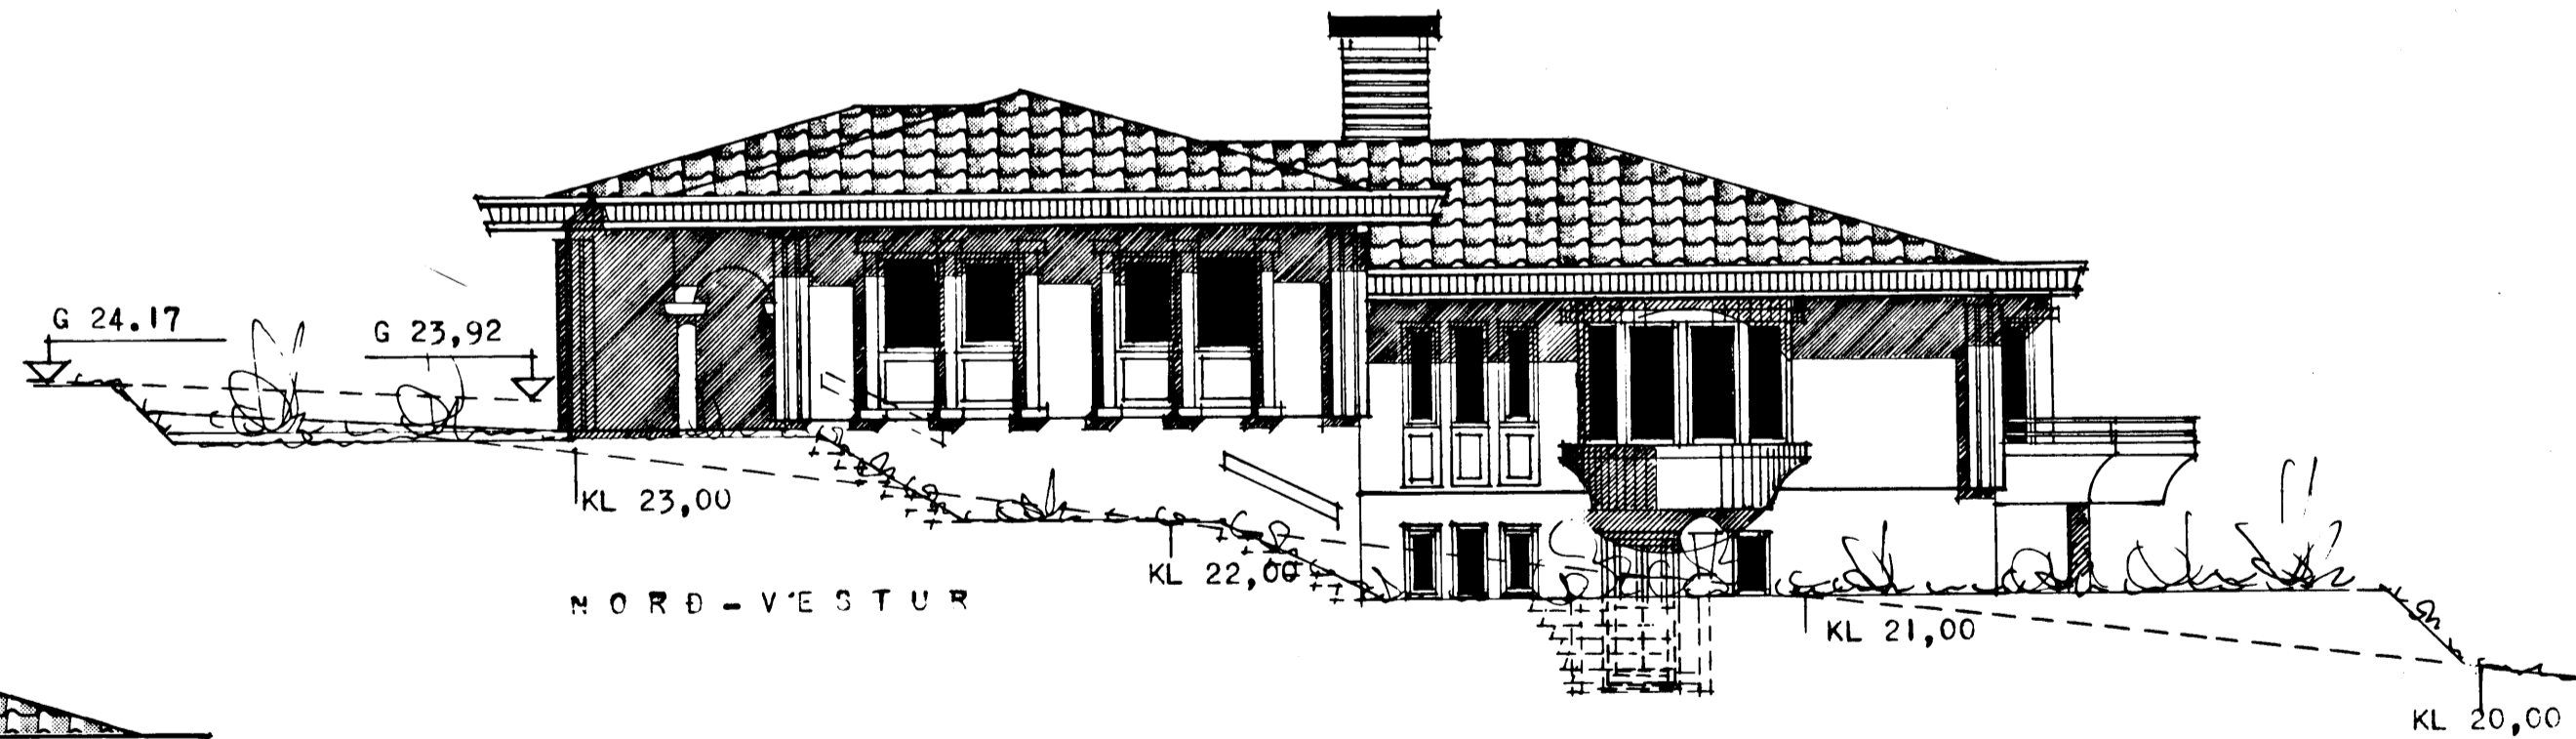 G 24.17
G 23,92
KL 23,00
KL 22,00
NORÐ-VESTUR
KL 21,00
KL 20,00